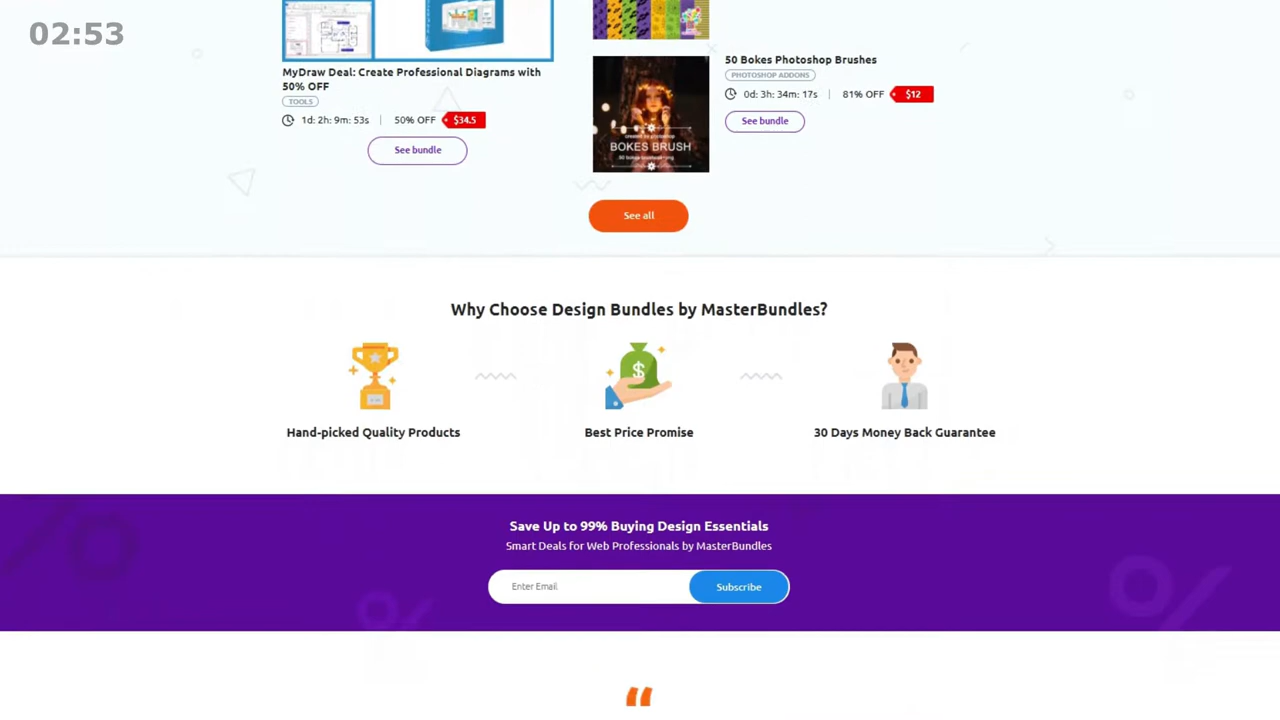 02:53
MyDraw Deal: Create Professional Diagrams with
50% OFF
TOOLS
1d: 2h: 9m: 53s | 50% OFF $34.5
See bundle
BOKES BRUSH
50 Bokes Photoshop Brushes
PHOTOSHOP ADDONS
0d: 3h: 34m: 17s | 81% OFF $12
See bundle
See all
Why Choose Design Bundles by MasterBundles?
Hand-picked Quality Products
Best Price Promise
30 Days Money Back Guarantee
Save Up to 99% Buying Design Essentials
Smart Deals for Web Professionals by MasterBundles
Enter Email
Subscribe